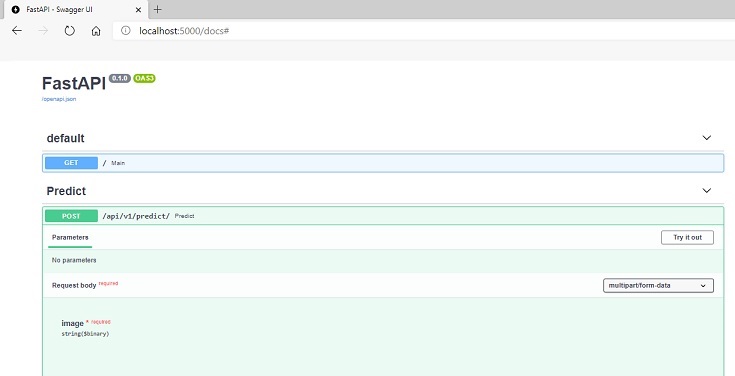 FastAPI - Swagger UI
localhost:5000/docs#
FastAPI 0.1.0 OAS3
/openapi.json
default
GET / Main
Predict
POST /api/v1/predict/ Predict
Parameters Try it out
No parameters
Request body required multipart/form-data
image * required
string($binary)